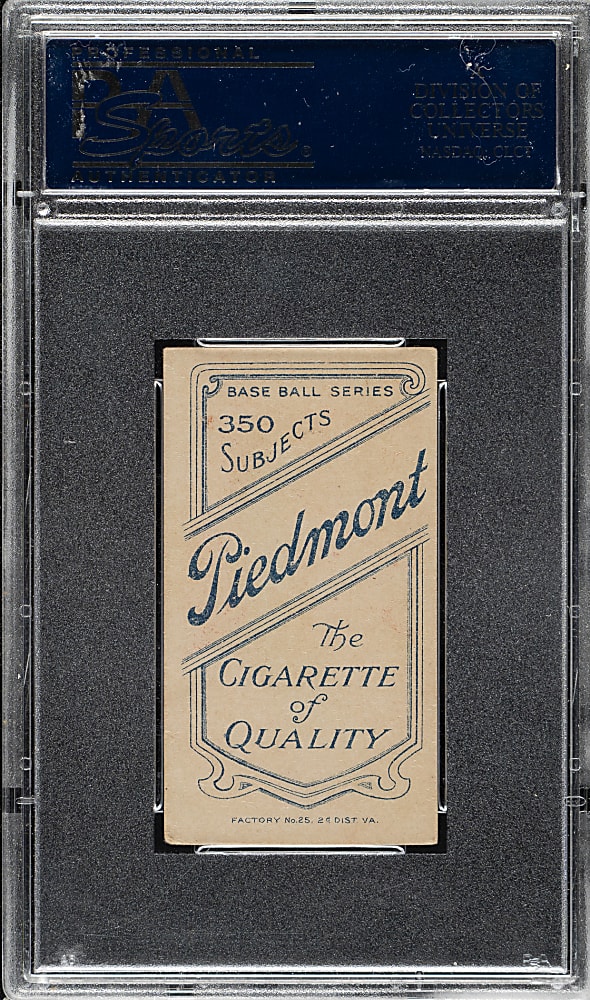 PROFESSIONAL
PSA
Sports
AUTHENTICATOR
DIVISION OF
COLLECTORS
UNIVERSE
NASDAQ: CLCT
BASE BALL SERIES
350
SUBJECTS
Piedmont
The
CIGARETTE
of
QUALITY
FACTORY No. 25, 2d DIST. VA.
PSA